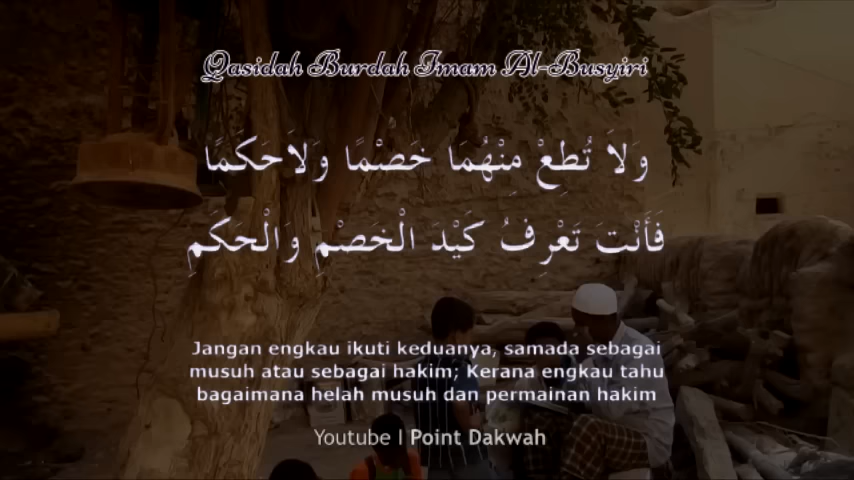 Qasidah Burdah Imam Al-Busyiri
وَلاَ تُطِعْ مِنْهُمَا خَصْمًا وَلاَحَكَمًا
فَأَنْتَ تَعْرِفُ كَيْدَ الْخَصْمِ وَالْحَكَمِ
Jangan engkau ikuti keduanya, samada sebagai
musuh atau sebagai hakim; Kerana engkau tahu
bagaimana helah musuh dan permainan hakim
Youtube | Point Dakwah